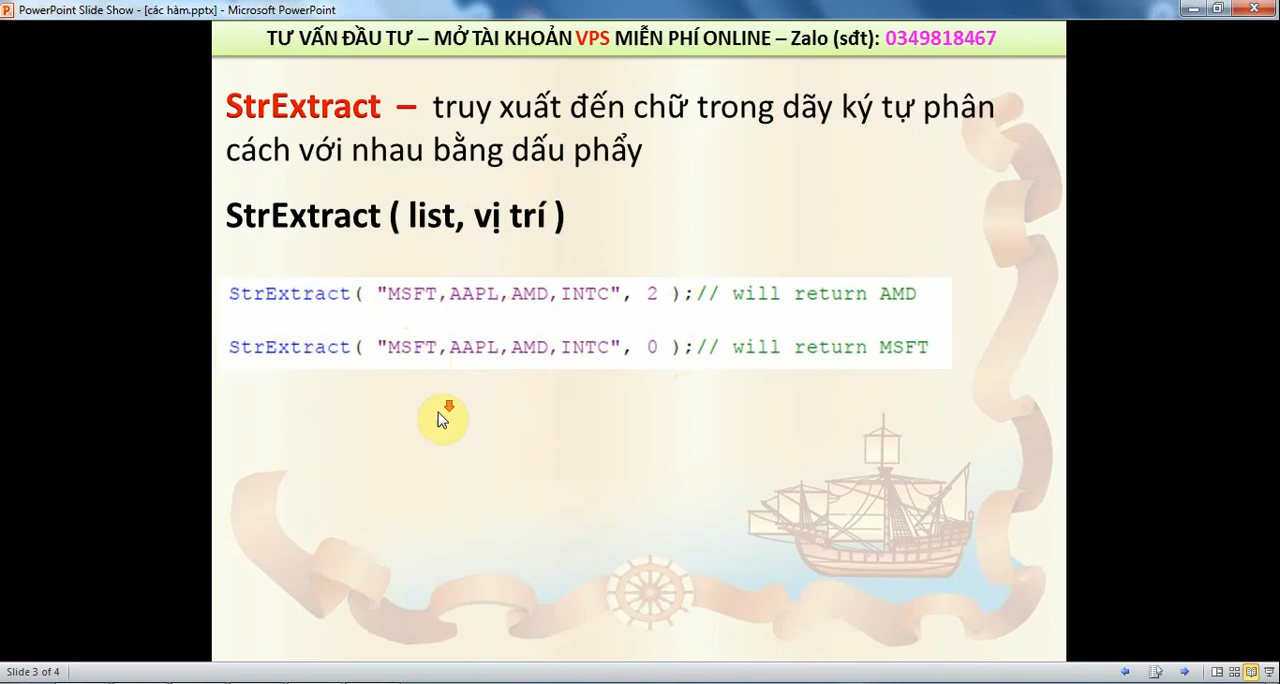 PowerPoint Slide Show - [các hàm.pptx] - Microsoft PowerPoint
TƯ VẤN ĐẦU TƯ – MỞ TÀI KHOẢN VPS MIỄN PHÍ ONLINE – Zalo (sđt): 0349818467
StrExtract – truy xuất đến chữ trong dãy ký tự phân
cách với nhau bằng dấu phẩy
StrExtract ( list, vị trí )
StrExtract( "MSFT,AAPL,AMD,INTC", 2 );// will return AMD
StrExtract( "MSFT,AAPL,AMD,INTC", 0 );// will return MSFT
Slide 3 of 4